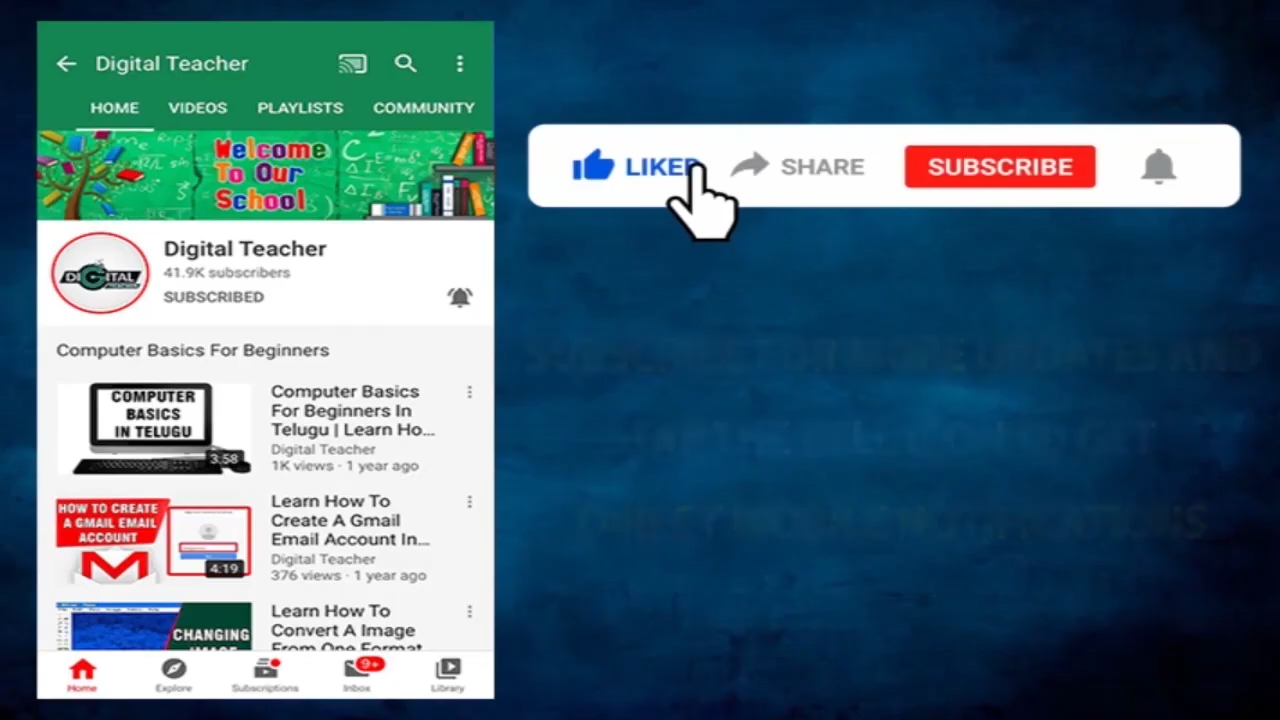 Digital Teacher
HOME VIDEOS PLAYLISTS COMMUNITY
Welcome
To Our
School
DIGITAL
Digital Teacher
41.9K subscribers
SUBSCRIBED
Computer Basics For Beginners
COMPUTER
BASICS
IN TELUGU
3:58
Computer Basics
For Beginners In
Telugu | Learn Ho...
Digital Teacher
1K views · 1 year ago
HOW TO CREATE
A GMAIL EMAIL
ACCOUNT
4:19
Learn How To
Create A Gmail
Email Account In...
Digital Teacher
376 views · 1 year ago
CHANGING
Learn How To
Convert A Image
From One Format
Home Explore Subscriptions Inbox Library
9+
LIKED SHARE SUBSCRIBE